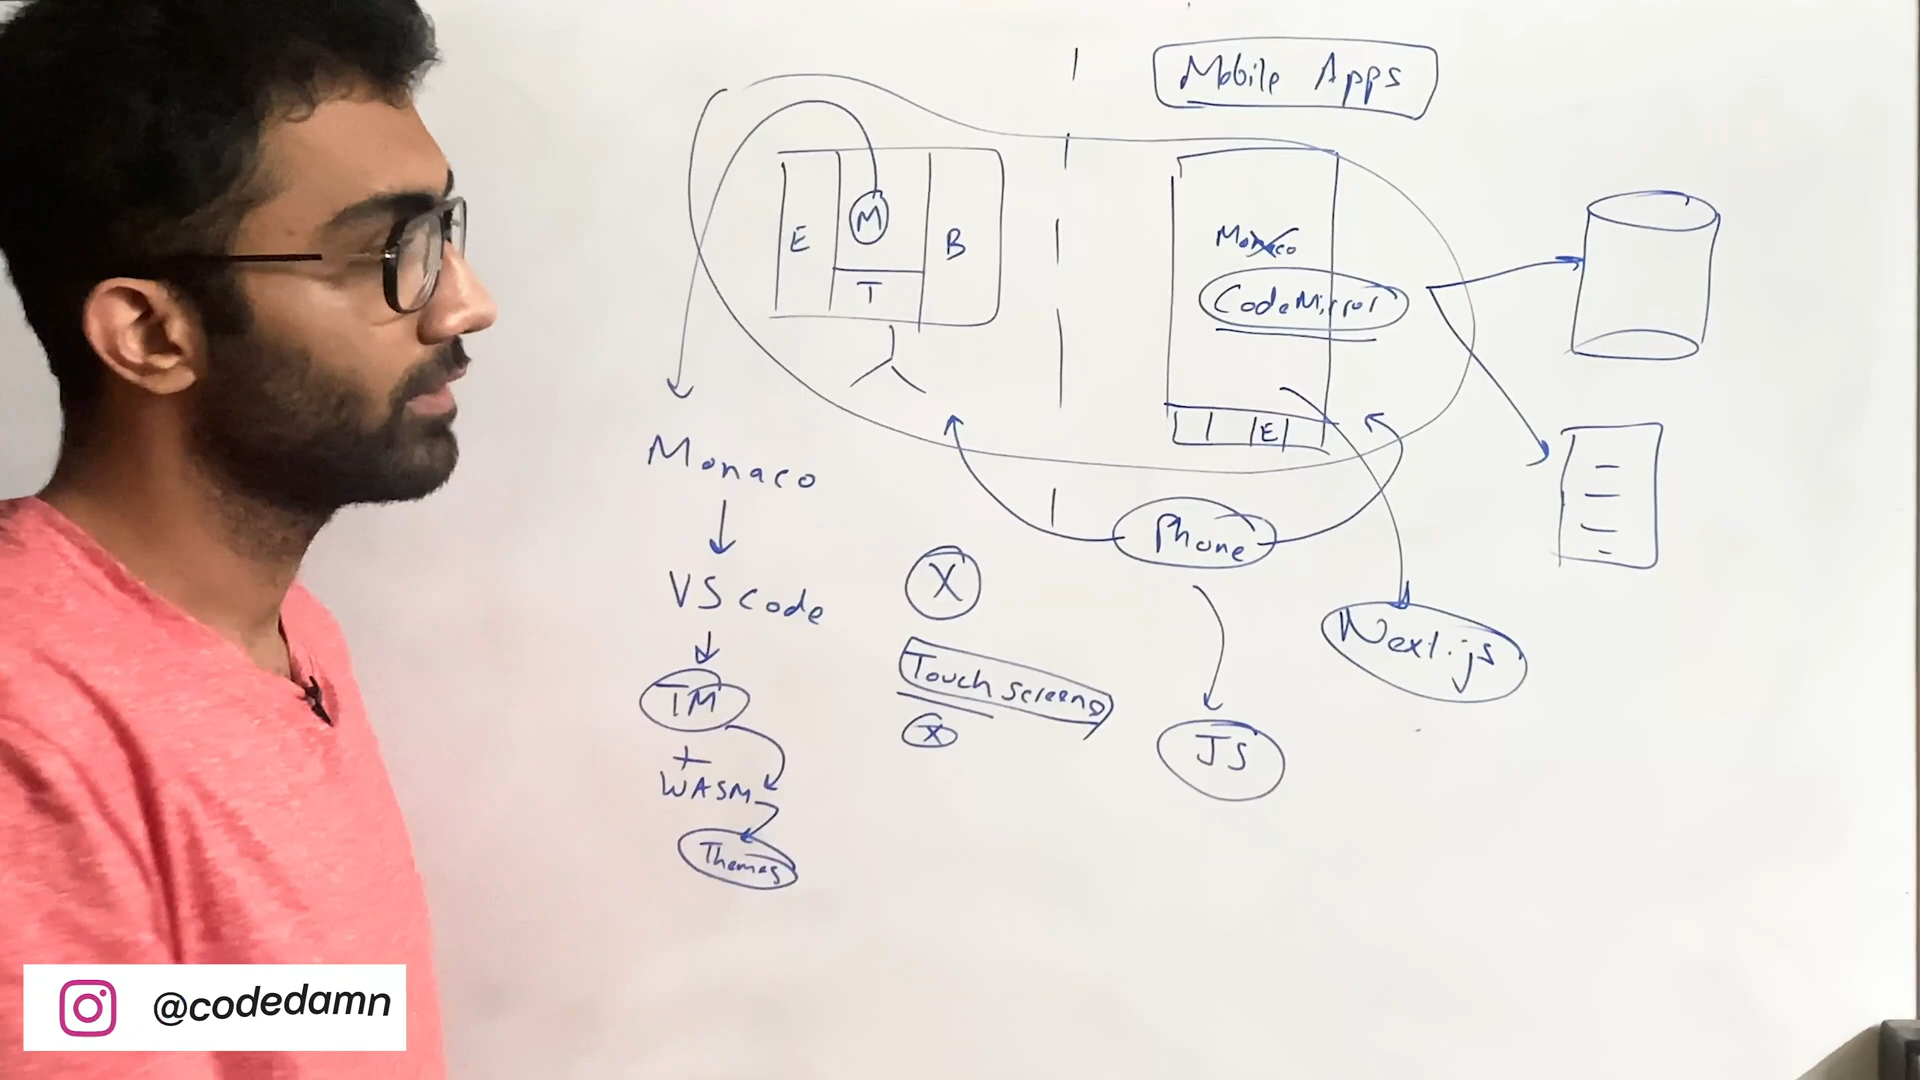 Mobile Apps
E
M
B
T
Monaco
CodeMirror
E
Monaco
Phone
VS Code
X
Next.js
Touch screens
TM
X
JS
+
WASM
Themes
@codedamn